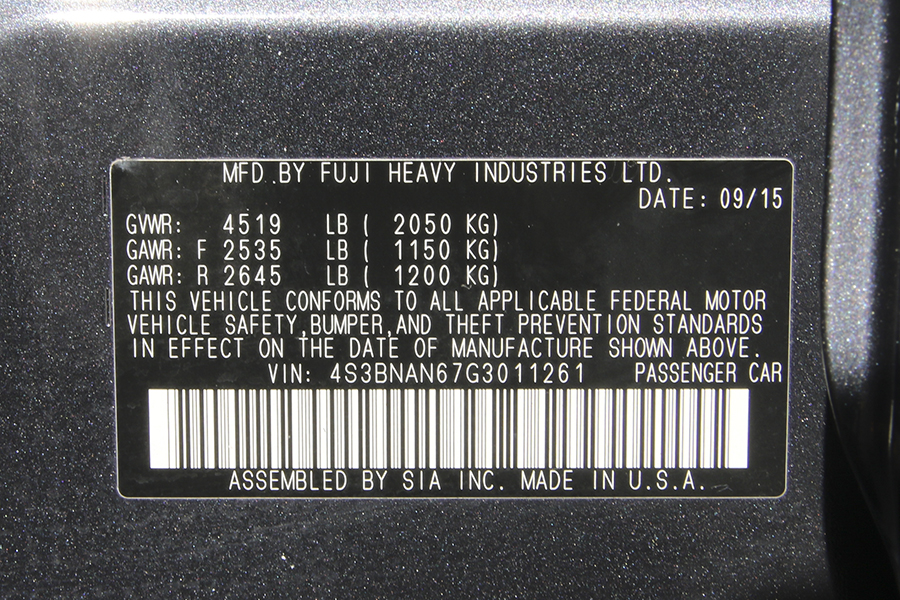 MFD. BY FUJI HEAVY INDUSTRIES LTD.
DATE: 09/15
GVWR: 4519 LB ( 2050 KG)
GAWR: F 2535 LB ( 1150 KG)
GAWR: R 2645 LB ( 1200 KG)
THIS VEHICLE CONFORMS TO ALL APPLICABLE FEDERAL MOTOR
VEHICLE SAFETY,BUMPER,AND THEFT PREVENTION STANDARDS
IN EFFECT ON THE DATE OF MANUFACTURE SHOWN ABOVE.
VIN: 4S3BNAN67G3011261 PASSENGER CAR
ASSEMBLED BY SIA INC. MADE IN U.S.A.